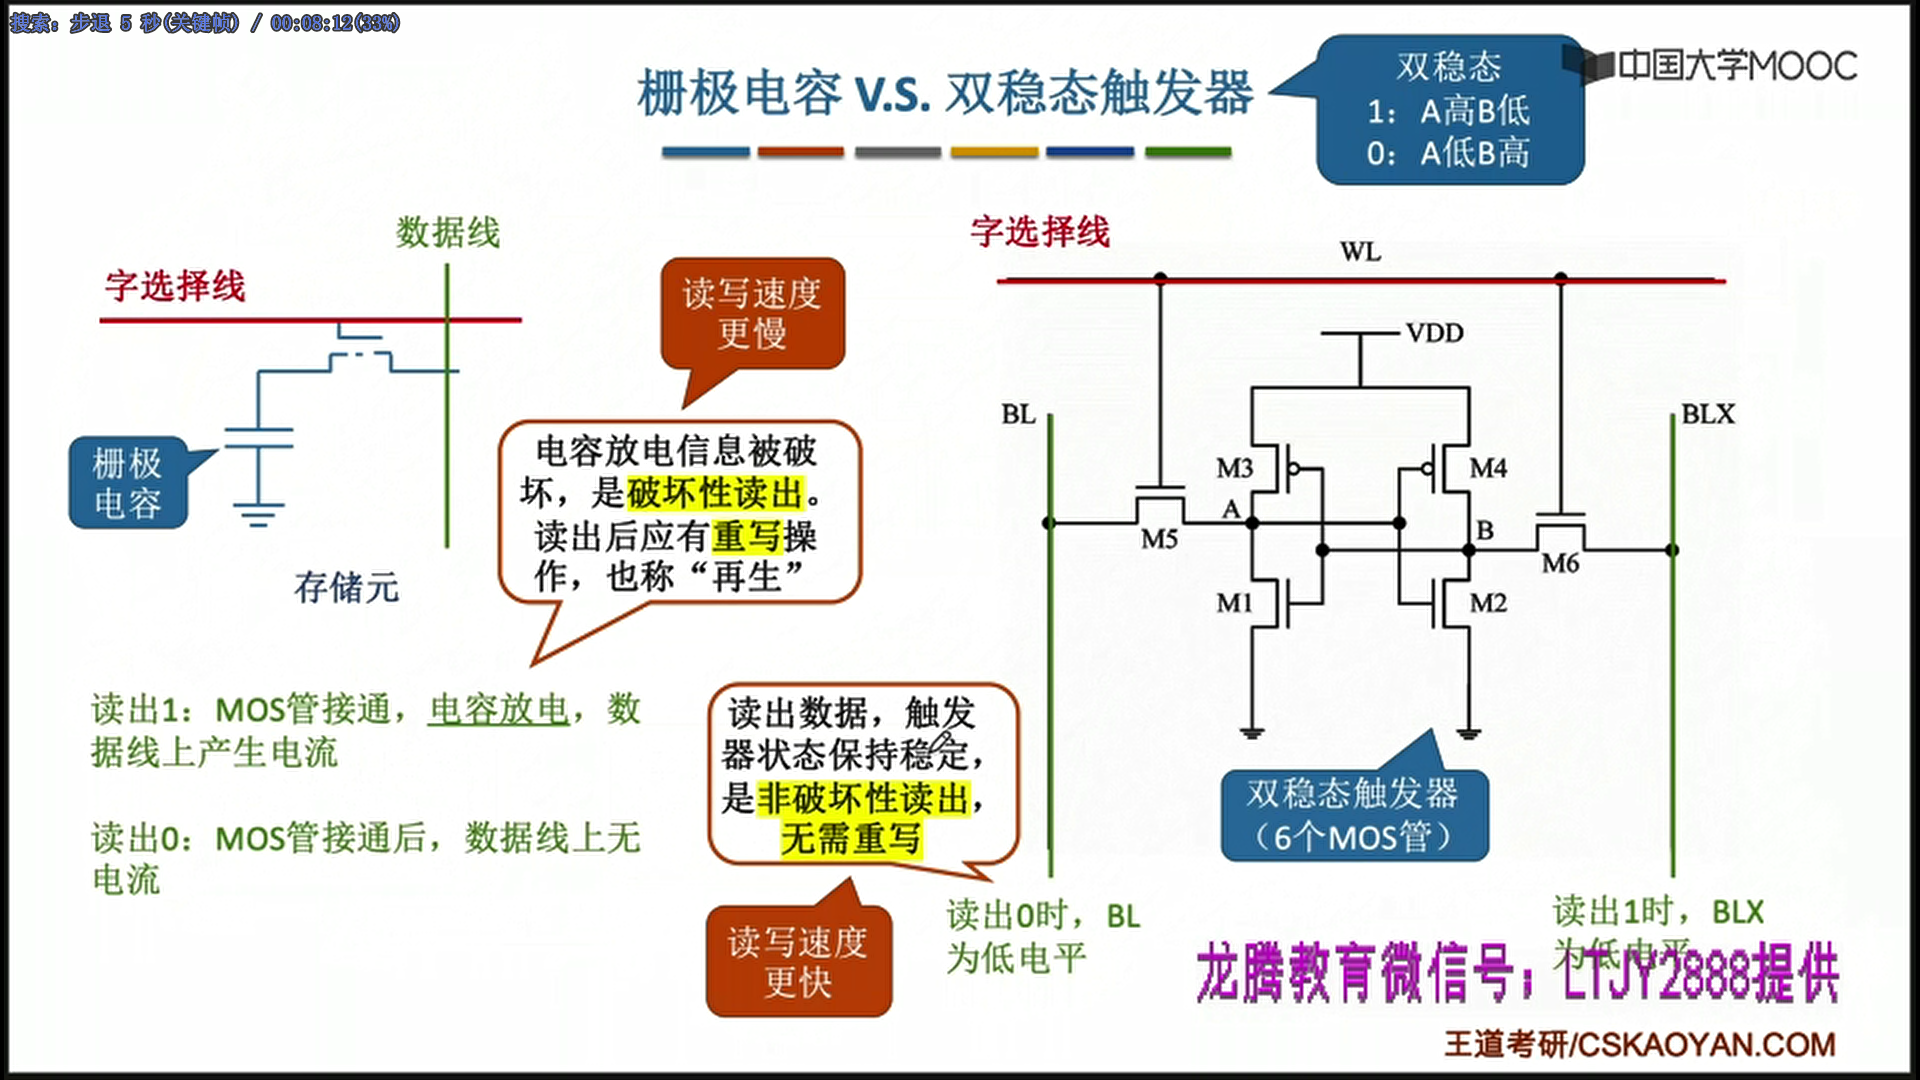 搜索: 步退 5 秒(关键帧) / 00:08:12(33%)
栅极电容 V.S. 双稳态触发器
双稳态
1: A高B低
0: A低B高
中国大学MOOC
数据线
字选择线
栅极
电容
存储元
读写速度
更慢
电容放电信息被破
坏，是破坏性读出。
读出后应有重写操
作，也称“再生”
读出1：MOS管接通，电容放电，数
据线上产生电流
读出0：MOS管接通后，数据线上无
电流
读出数据，触发
器状态保持稳定，
是非破坏性读出，
无需重写
读写速度
更快
字选择线
WL
VDD
BL
BLX
M3
M4
A
M5
B
M6
M1
M2
双稳态触发器
（6个MOS管）
读出0时，BL
为低电平
读出1时，BLX
为低电平
龙腾教育微信号：LTJY2888提供
王道考研/CSKAOYAN.COM